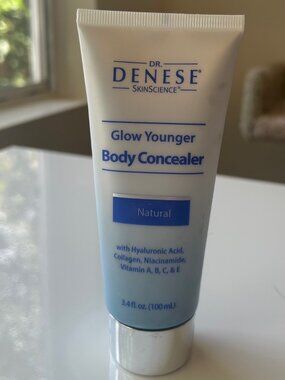 DR.
DENESE®
SKINSCIENCE®
Glow Younger
Body Concealer
Natural
with Hyaluronic Acid,
Collagen, Niacinamide,
Vitamin A, B, C, & E
3.4 fl. oz. (100 mL)